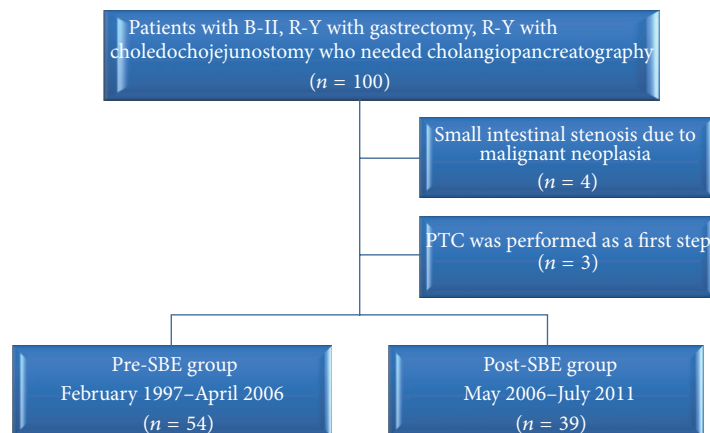 Patients with B-II, R-Y with gastrectomy, R-Y with
choledochojejunostomy who needed cholangiopancreatography
(n = 100)
Small intestinal stenosis due to
malignant neoplasia
(n = 4)
PTC was performed as a first step
(n = 3)
Pre-SBE group
February 1997–April 2006
(n = 54)
Post-SBE group
May 2006–July 2011
(n = 39)